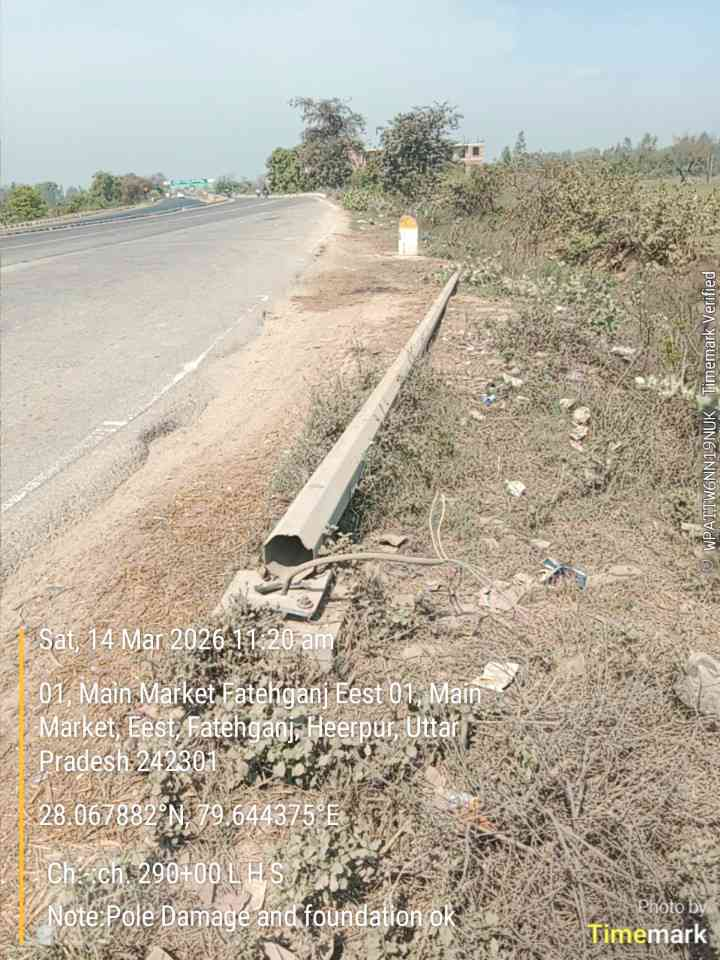 Sat, 14 Mar 2026 11:20 am
01, Main Market Fatehganj Eest 01, Main
Market, Eest, Fatehganj, Heerpur, Uttar
Pradesh 242301
28.067882°N, 79.644375°E
Ch:- ch. 290+00 L.H.S
Note:Pole Damage and foundation ok
Photo by
Timemark
© WPATTW6NN19NUK Timemark Verified